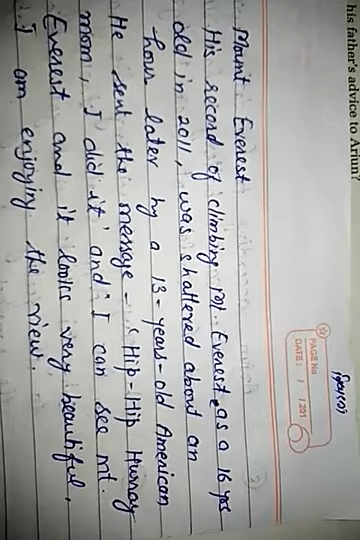 his father's advice to Arjun?
PAGE No
DATE: / /201
Mount Everest
His record of climbing mt. Everest as a 16 yrs
old in 2011, was shattered about an
hour later by a 13-years-old American
He sent the message - 'Hip-Hip Hurray
mom, I did it' and 'I can see mt.
Everest and it looks very beautiful,
I am enjoying the view.